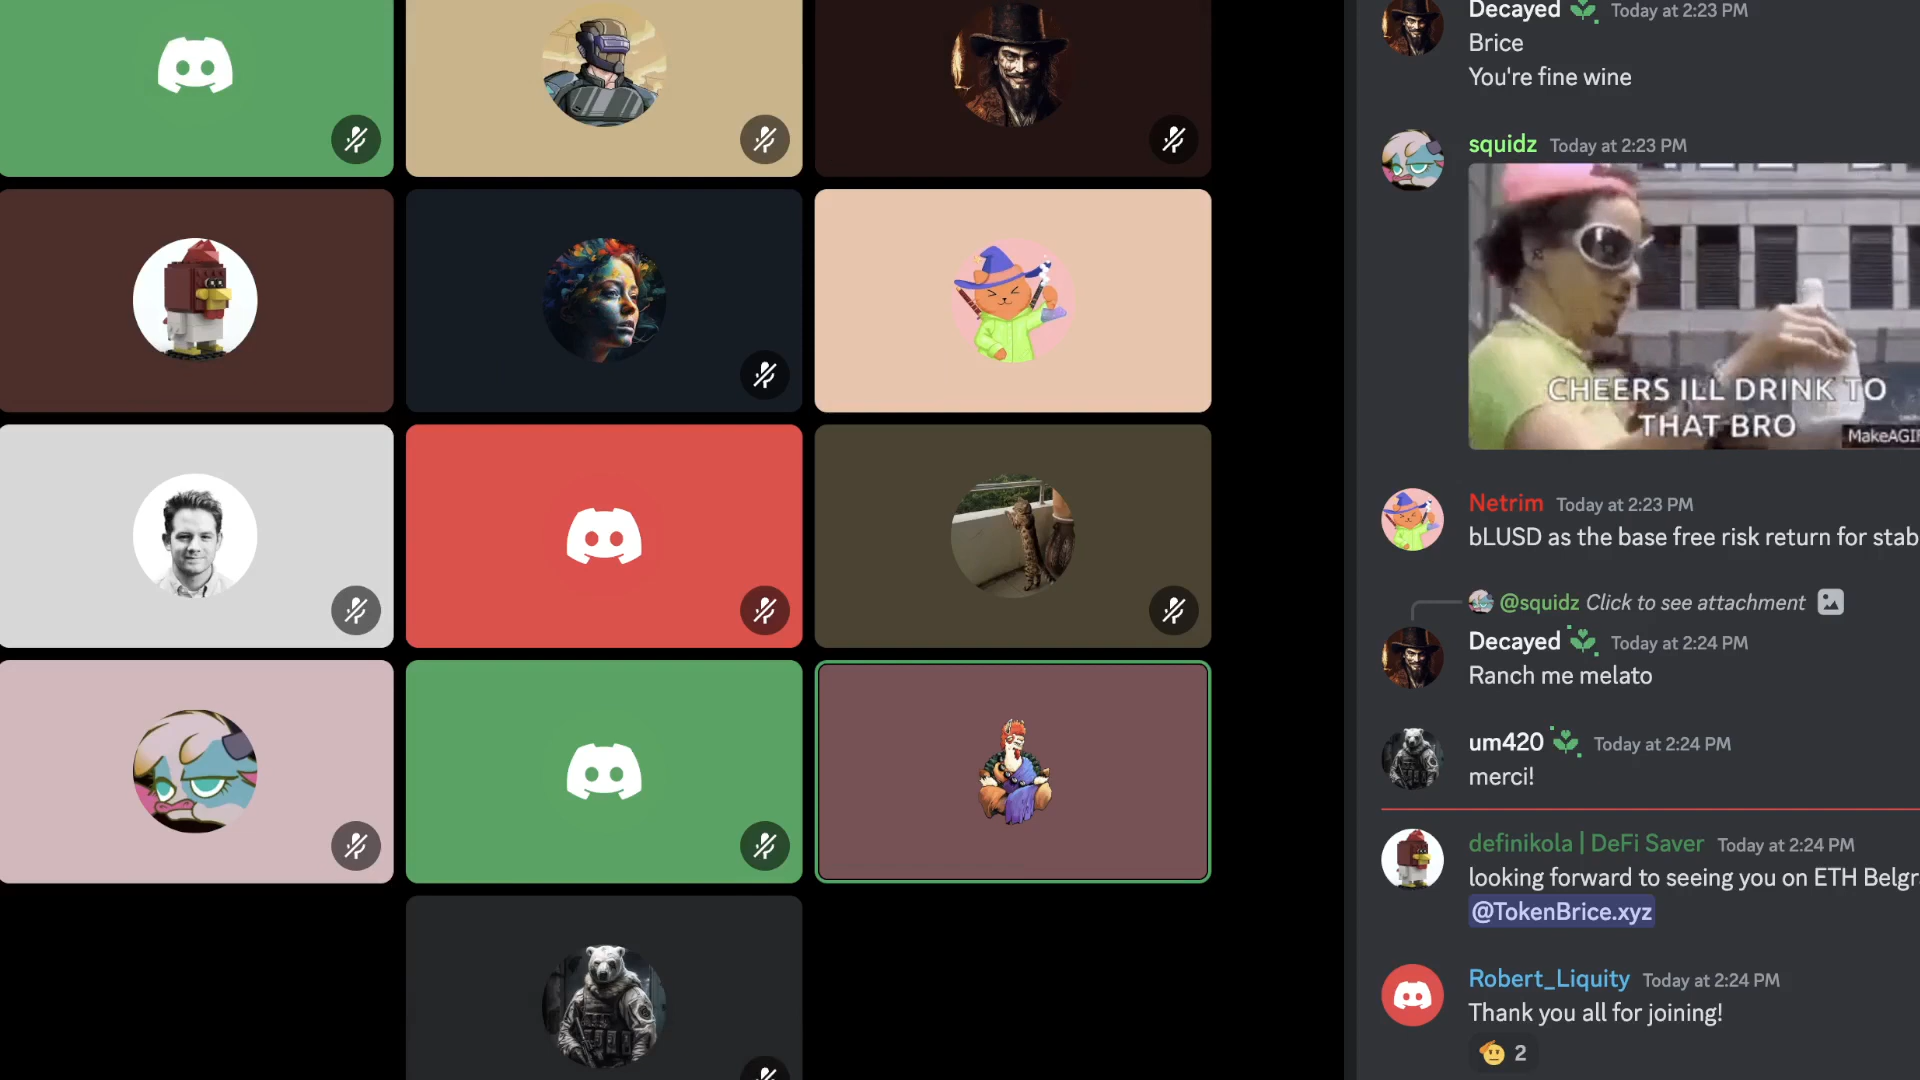 Decayed Today at 2:23 PM
Brice
You're fine wine
squidz Today at 2:23 PM
CHEERS ILL DRINK TO
THAT BRO
MakeAGIF
Netrim Today at 2:23 PM
bLUSD as the base free risk return for stab
@squidz Click to see attachment
Decayed Today at 2:24 PM
Ranch me melato
um420 Today at 2:24 PM
merci!
definikola | DeFi Saver Today at 2:24 PM
looking forward to seeing you on ETH Belgr
@TokenBrice.xyz
Robert_Liquity Today at 2:24 PM
Thank you all for joining!
2